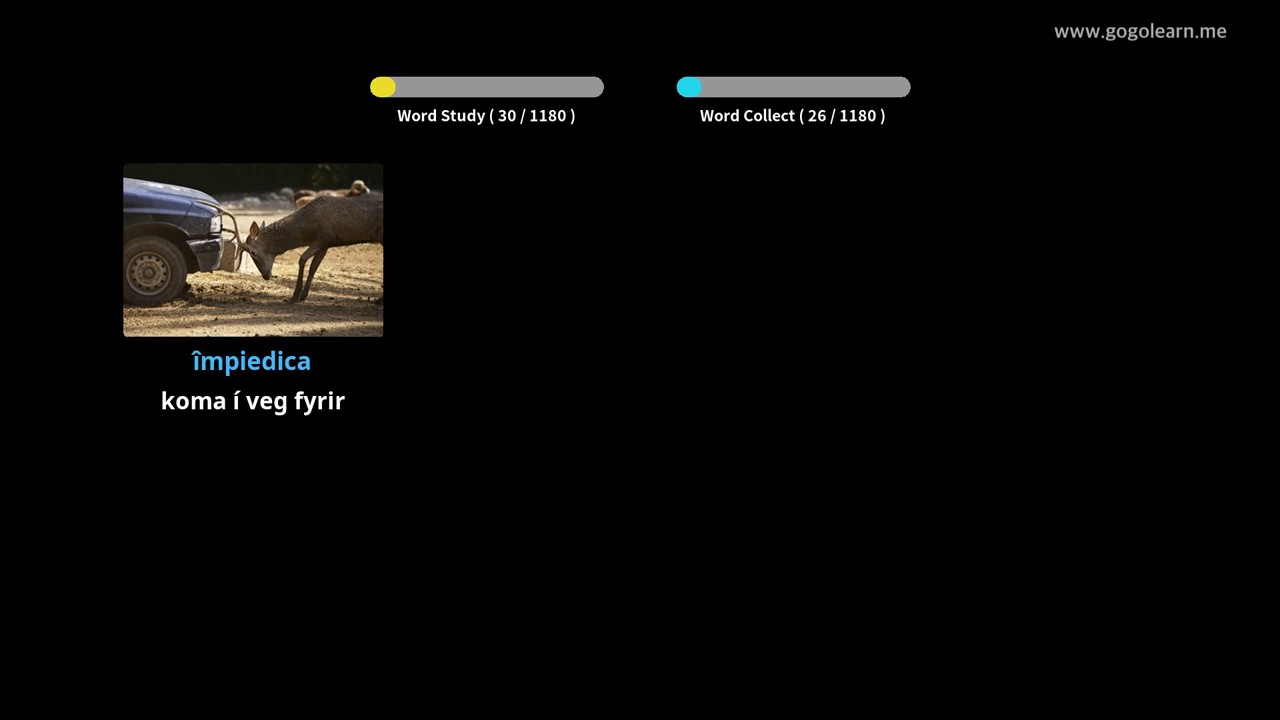 www.gogolearn.me
Word Study ( 30 / 1180 )
Word Collect ( 26 / 1180 )
împiedica
koma í veg fyrir